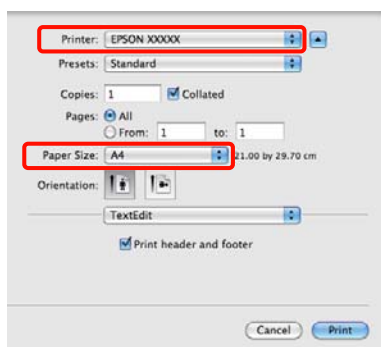 Printer: EPSON XXXXX
Presets: Standard
Copies: 1 Collated
Pages: All
From: 1 to: 1
Paper Size: A4 21.00 by 29.70 cm
Orientation:
TextEdit
Print header and footer
Cancel Print